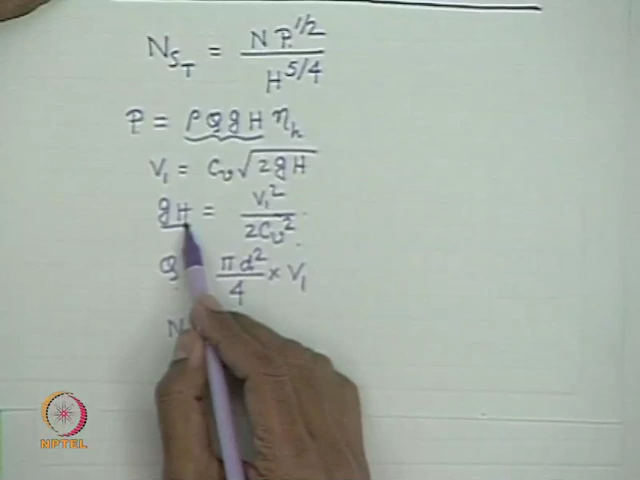 N_{S_T} = N P^{1/2} / H^{5/4}
P = ρ Q g H η_h
V_1 = C_v √(2gH)
gH = V_1^2 / 2C_v^2
Q πd^2 / 4 × V_1
N
NPTEL